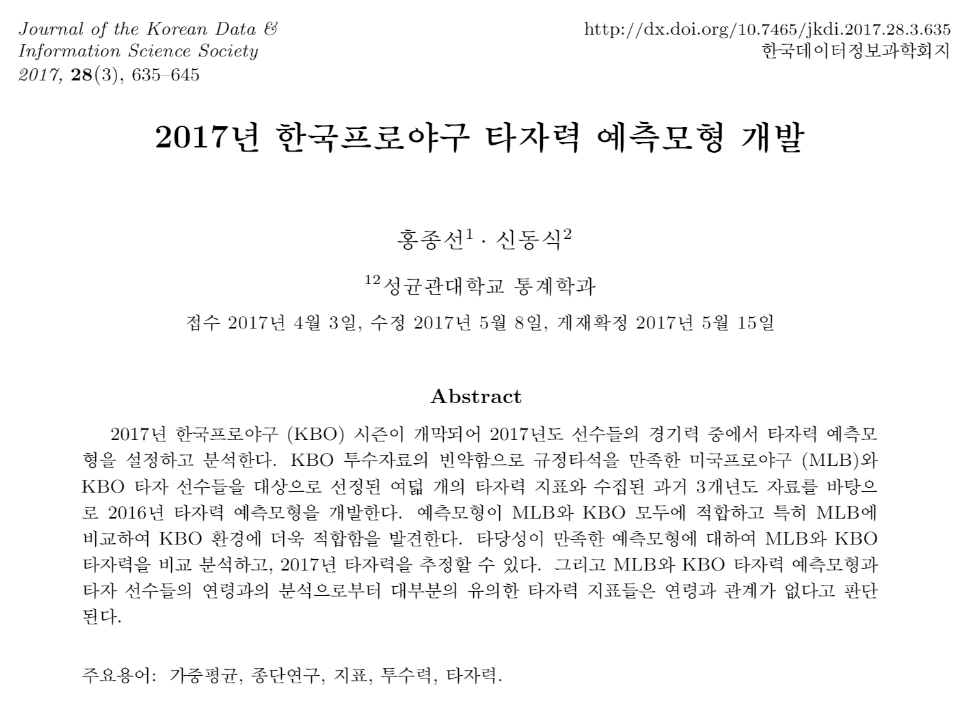 Journal of the Korean Data &
Information Science Society
2017, 28(3), 635–645
http://dx.doi.org/10.7465/jkdi.2017.28.3.635
한국데이터정보과학회지
2017년 한국프로야구 타자력 예측모형 개발
홍종선1 · 신동식2
12성균관대학교 통계학과
접수 2017년 4월 3일, 수정 2017년 5월 8일, 게재확정 2017년 5월 15일
Abstract
2017년 한국프로야구 (KBO) 시즌이 개막되어 2017년도 선수들의 경기력 중에서 타자력 예측모
형을 설정하고 분석한다. KBO 투수자료의 빈약함으로 규정타석을 만족한 미국프로야구 (MLB)와
KBO 타자 선수들을 대상으로 선정된 여덟 개의 타자력 지표와 수집된 과거 3개년도 자료를 바탕으
로 2016년 타자력 예측모형을 개발한다. 예측모형이 MLB와 KBO 모두에 적합하고 특히 MLB에
비교하여 KBO 환경에 더욱 적합함을 발견한다. 타당성이 만족한 예측모형에 대하여 MLB와 KBO
타자력을 비교 분석하고, 2017년 타자력을 추정할 수 있다. 그리고 MLB와 KBO 타자력 예측모형과
타자 선수들의 연령과의 분석으로부터 대부분의 유의한 타자력 지표들은 연령과 관계가 없다고 판단
된다.
주요용어: 가중평균, 종단연구, 지표, 투수력, 타자력.